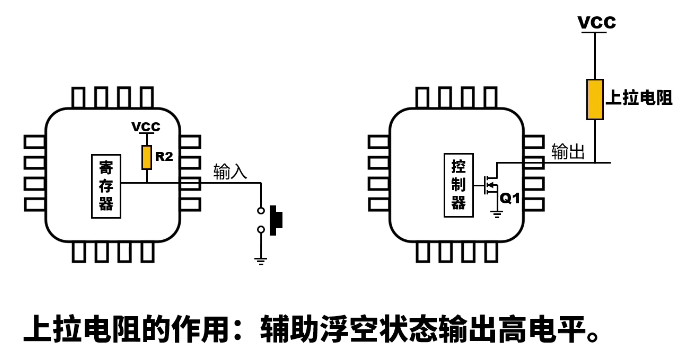 VCC
R2
寄存器
输入
VCC
上拉电阻
输出
控制器
Q1
上拉电阻的作用：辅助浮空状态输出高电平。